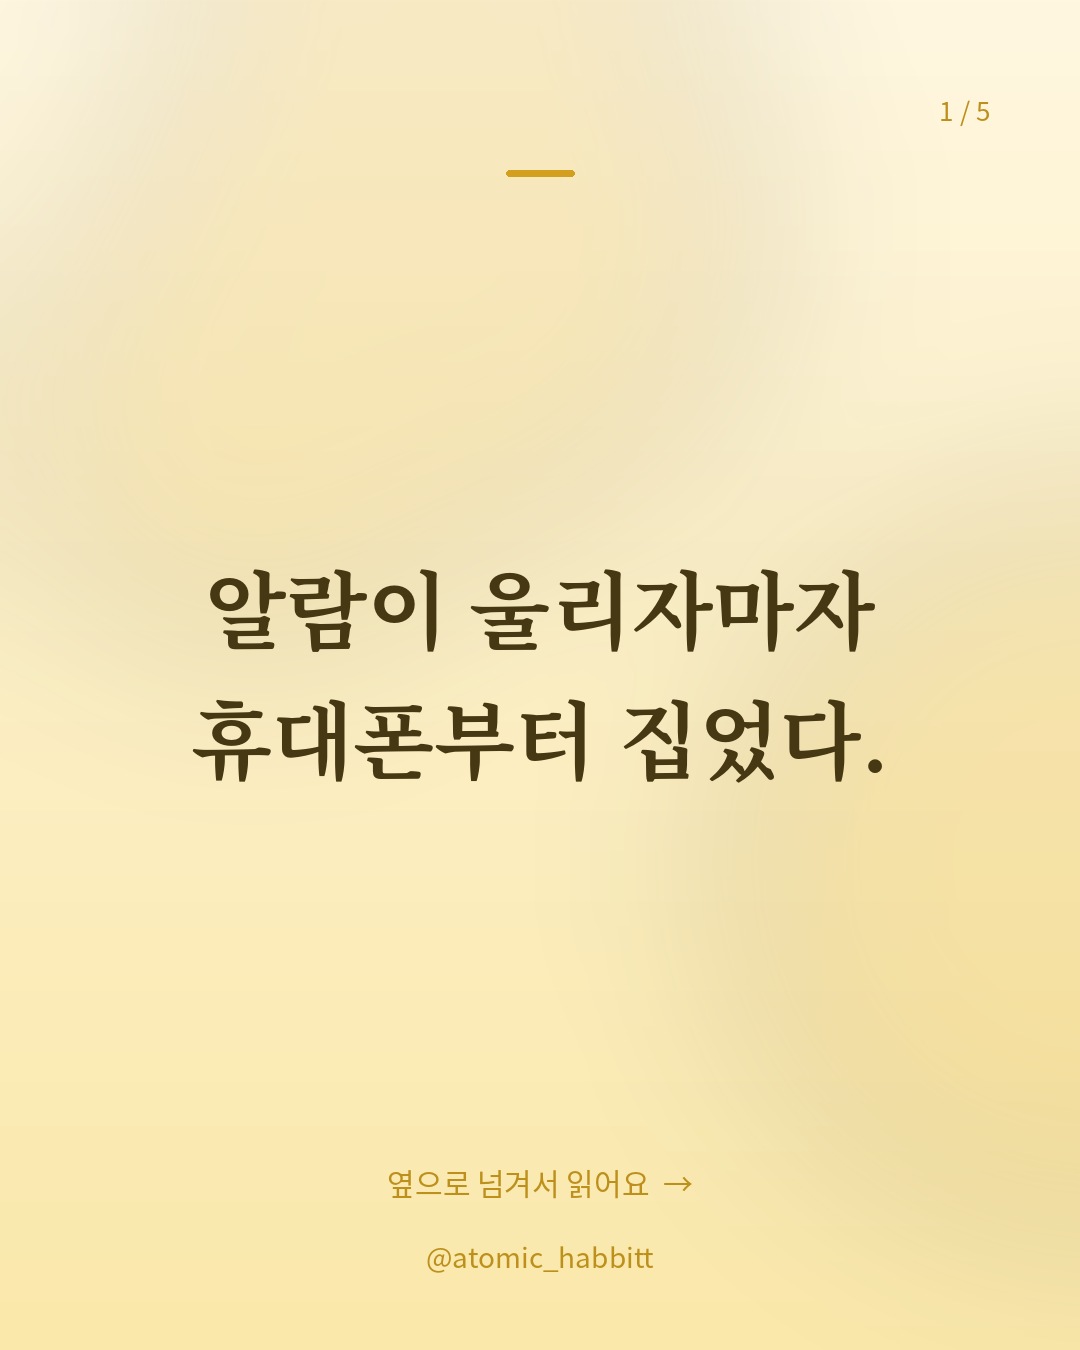 1 / 5
알람이 울리자마자
휴대폰부터 집었다.
옆으로 넘겨서 읽어요 →
@atomic_habbitt